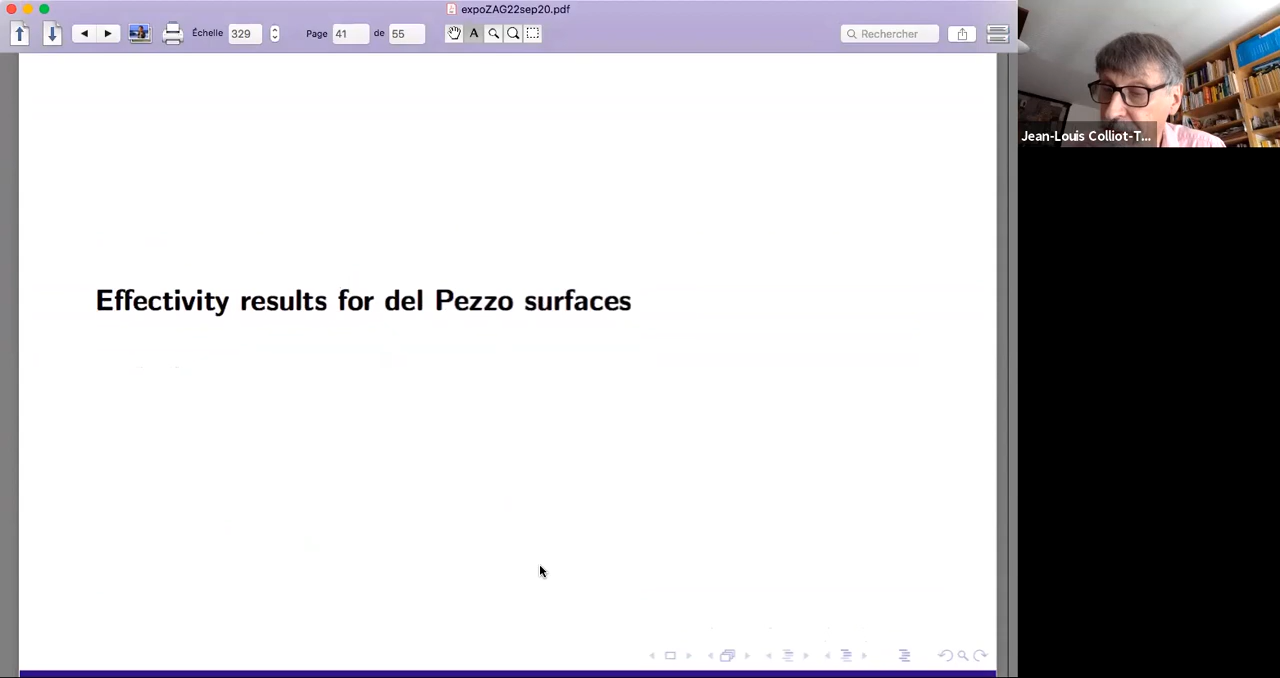 expoZAG22sep20.pdf
Échelle 329 Page 41 de 55 Rechercher
Jean-Louis Colliot-T...
Effectivity results for del Pezzo surfaces